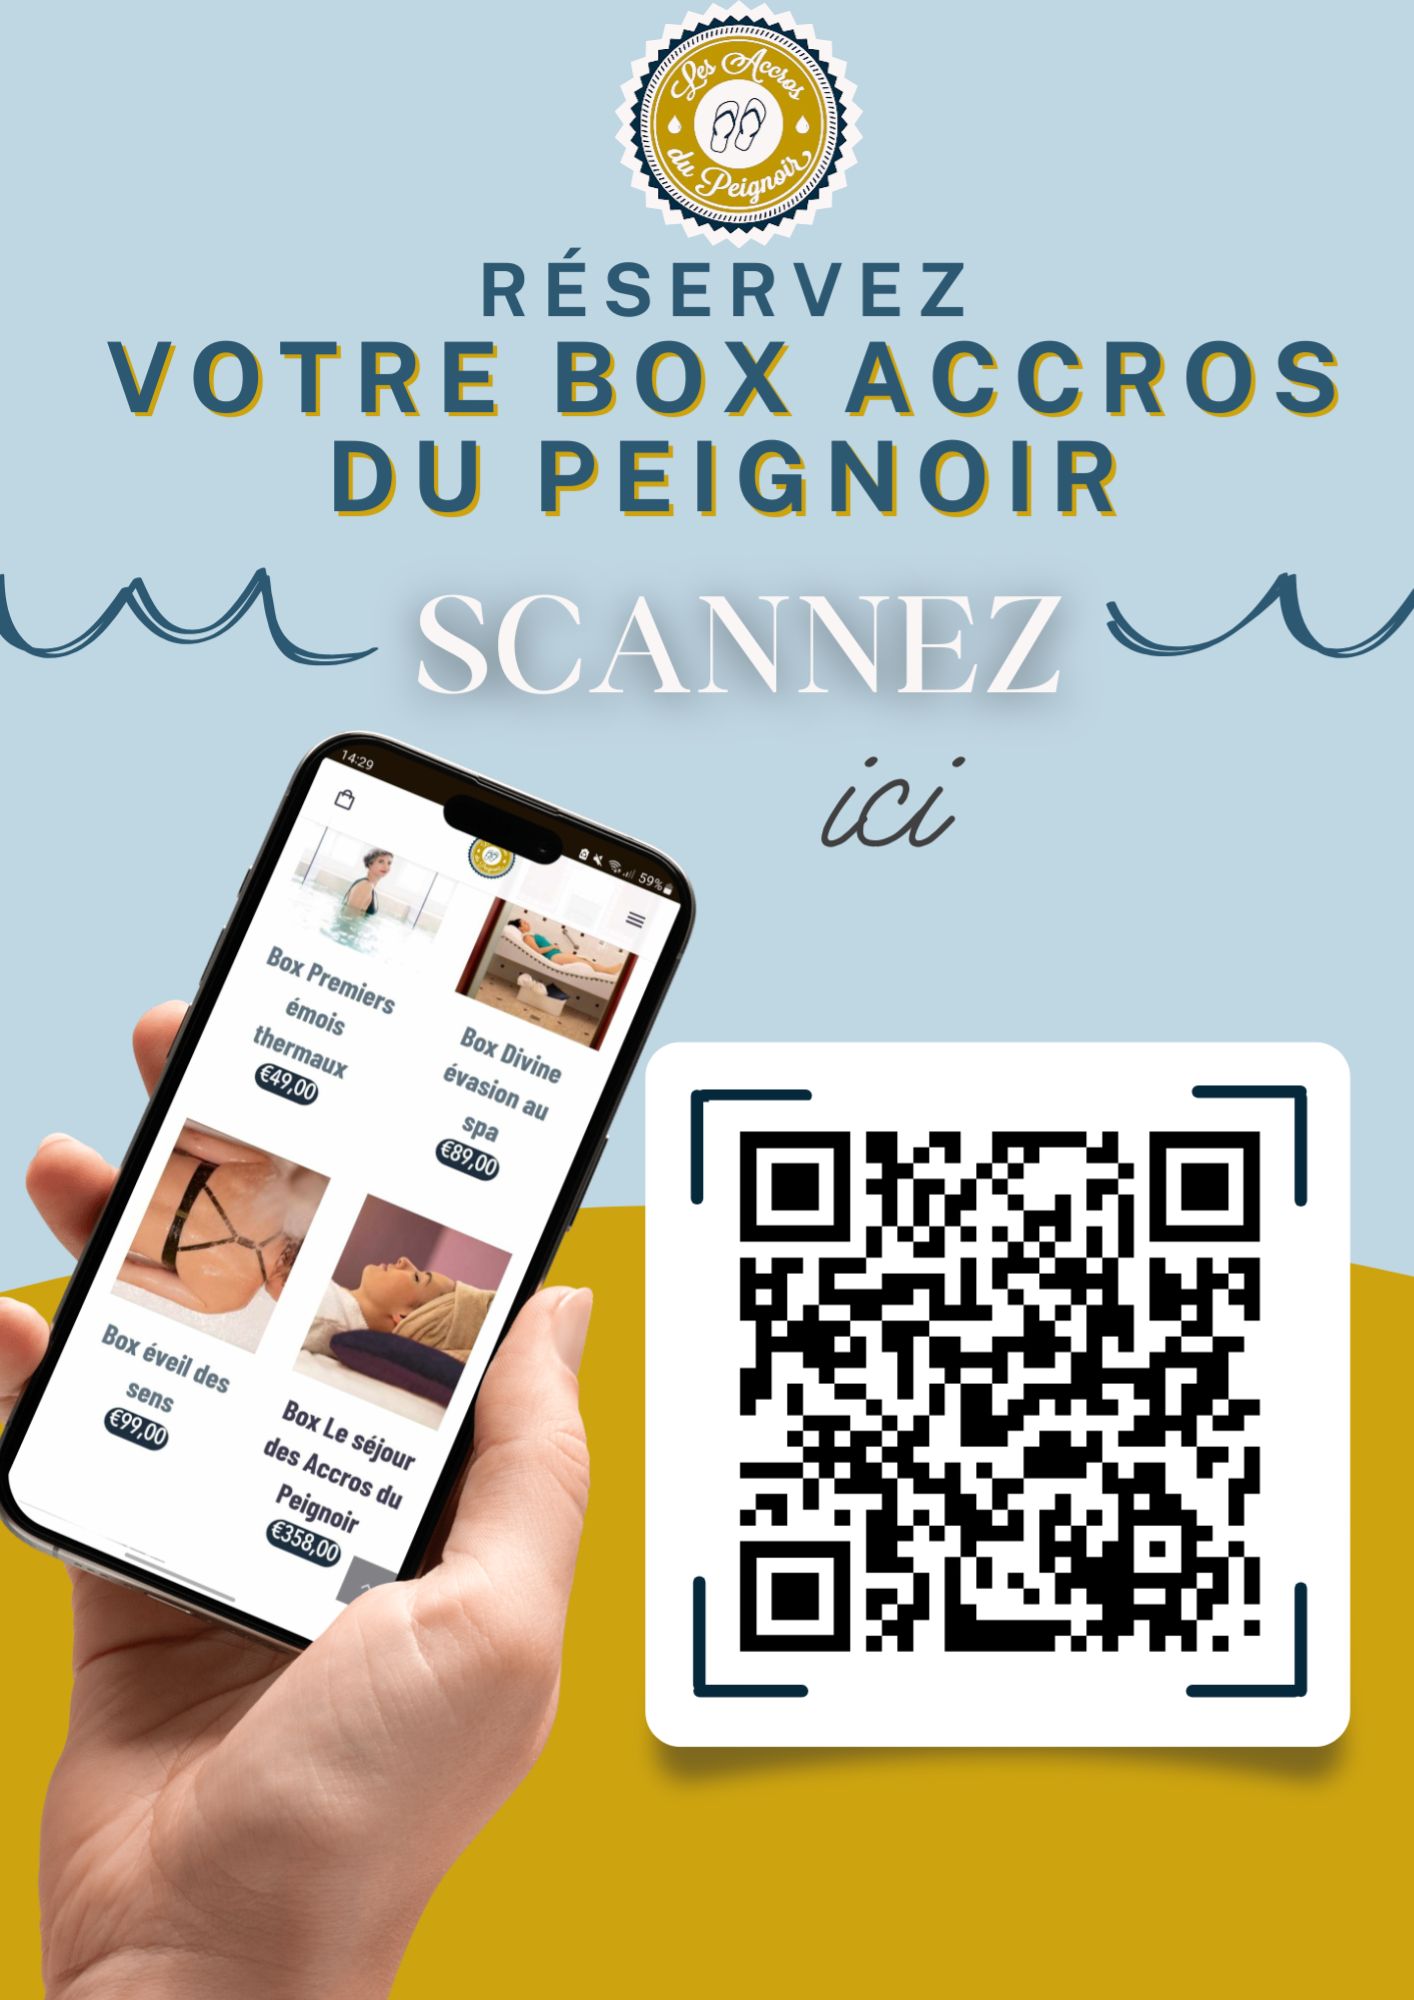 Les Accros
du Peignoir
RÉSERVEZ
VOTRE BOX ACCROS
DU PEIGNOIR
SCANNEZ
ici
14:29
59%
Box Premiers
émois
thermaux
€49,00
Box Divine
évasion au
spa
€89,00
Box éveil des
sens
€99,00
Box Le séjour
des Accros du
Peignoir
€358,00